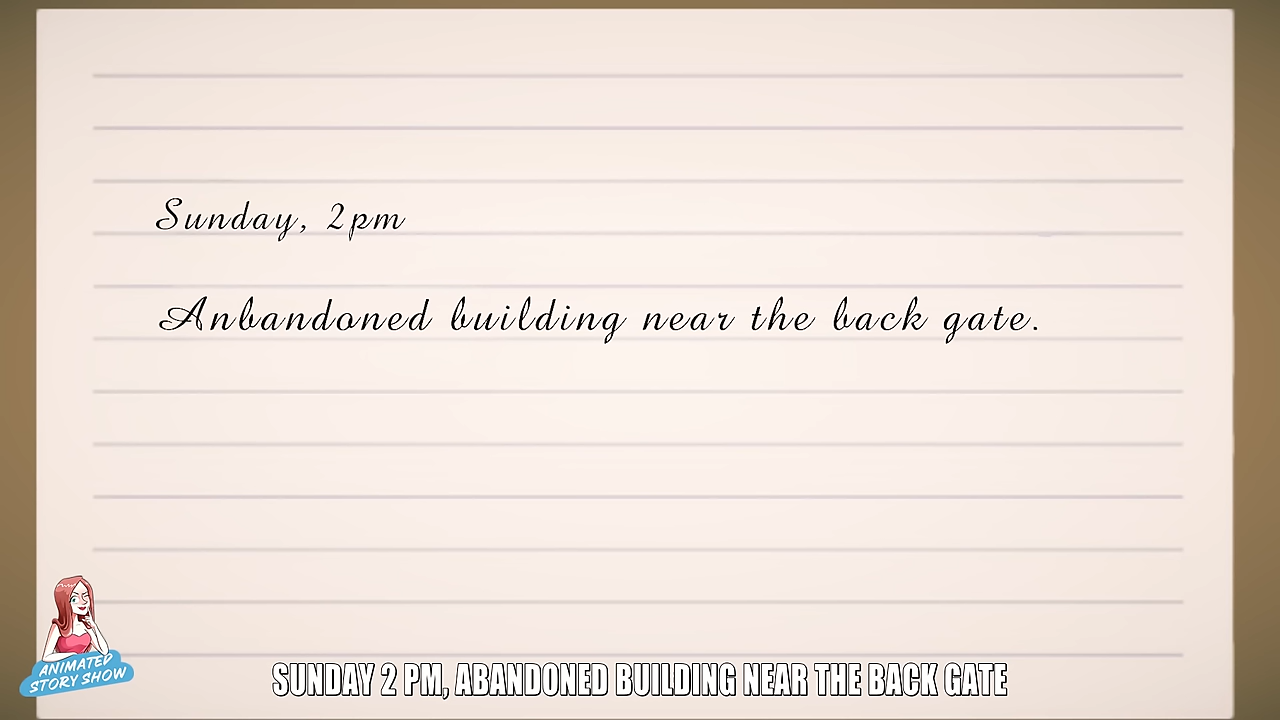 Sunday, 2pm
Anbandoned building near the back gate.
ANIMATED
STORY SHOW
SUNDAY 2 PM, ABANDONED BUILDING NEAR THE BACK GATE